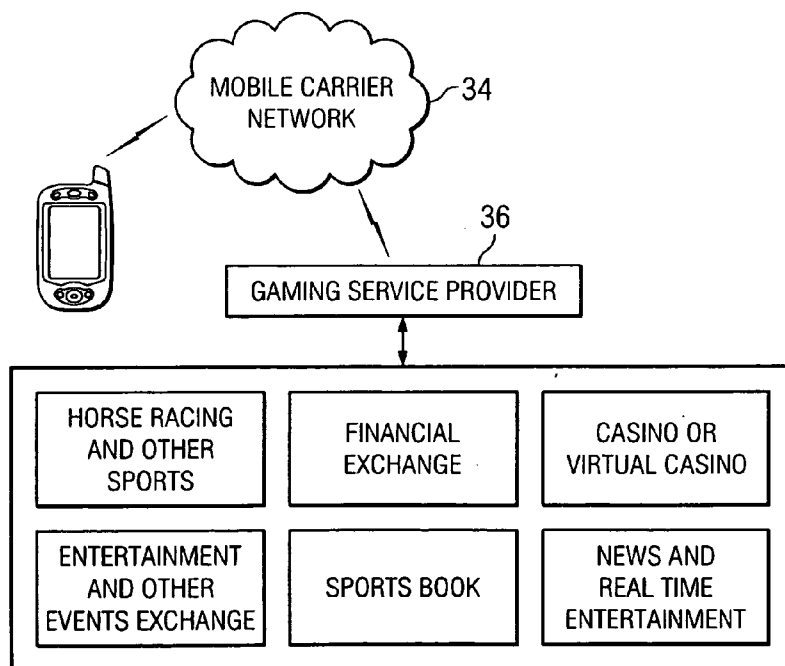 MOBILE CARRIER
NETWORK
34
36
GAMING SERVICE PROVIDER
HORSE RACING
AND OTHER
SPORTS
FINANCIAL
EXCHANGE
CASINO OR
VIRTUAL CASINO
ENTERTAINMENT
AND OTHER
EVENTS EXCHANGE
SPORTS BOOK
NEWS AND
REAL TIME
ENTERTAINMENT